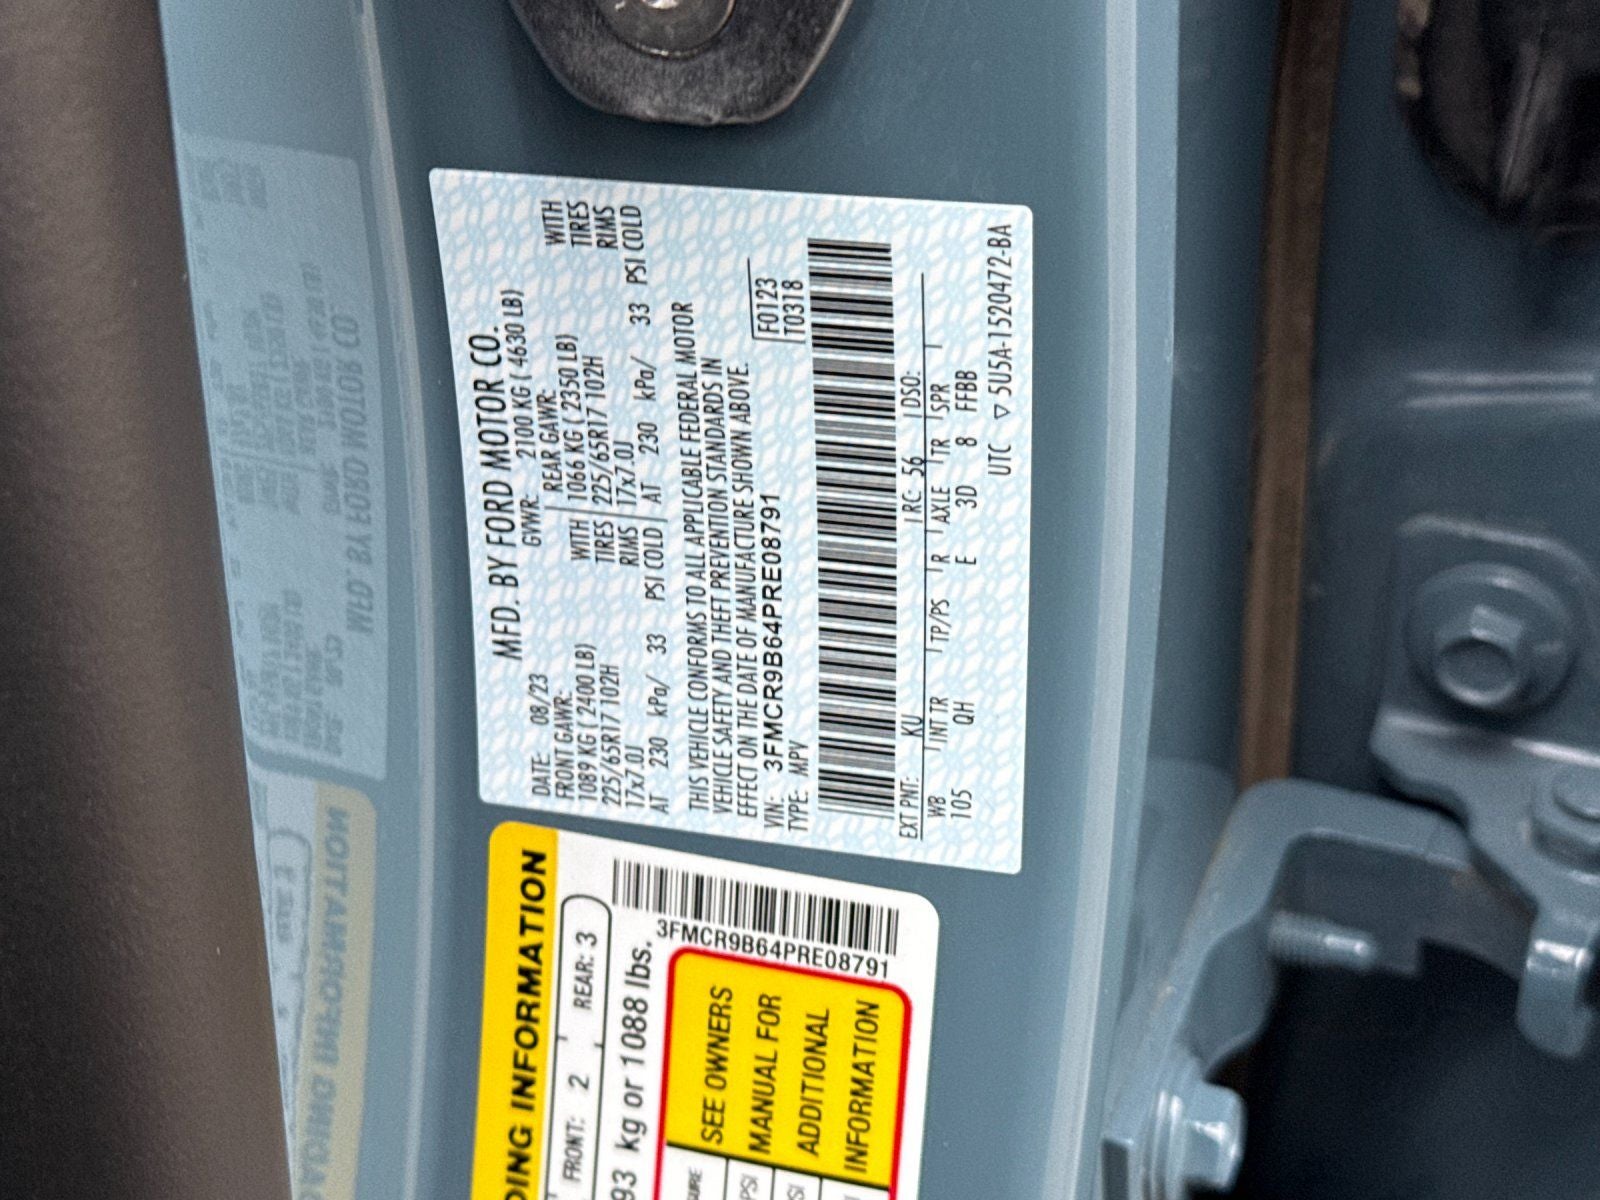 MFD. BY FORD MOTOR CO.
DATE: 08/23 GVWR: 2100 KG ( 4630 LB)
FRONT GAWR: REAR GAWR:
1089 KG ( 2400 LB) WITH 1066 KG ( 2350 LB) WITH
225/65R17 102H TIRES 225/65R17 102H TIRES
17x7.0J RIMS 17x7.0J RIMS
AT 230 kPa/ 33 PSI COLD AT 230 kPa/ 33 PSI COLD
THIS VEHICLE CONFORMS TO ALL APPLICABLE FEDERAL MOTOR
VEHICLE SAFETY AND THEFT PREVENTION STANDARDS IN
EFFECT ON THE DATE OF MANUFACTURE SHOWN ABOVE.
VIN: 3FMCR9B64PRE08791 F0123
TYPE: MPV T0318
EXT PNT: KU RC: 56 DSO:
WB INT TR TP/PS R AXLE TR SPR
105 QH E 3D 8 FFBB
UTC ▽ 5U5A-1520472-BA
DING INFORMATION
FRONT: 2 REAR: 3
93 kg or 1088 lbs.
3FMCR9B64PRE08791
SEE OWNERS
MANUAL FOR
ADDITIONAL
INFORMATION
PSI